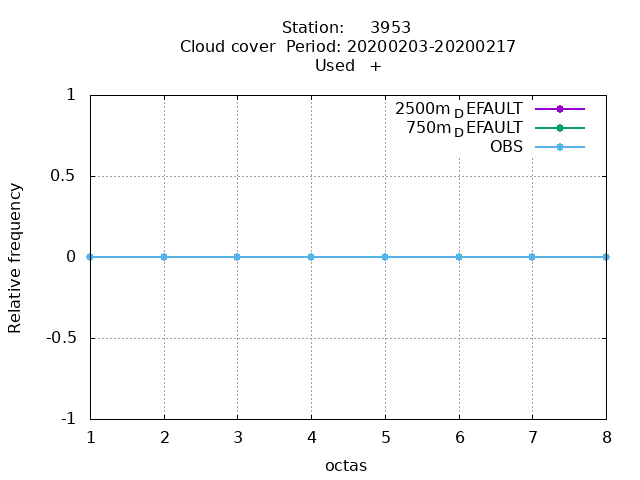 Station: 3953
Cloud cover Period: 20200203-20200217
Used +
1
2500m_DEFAULT
750m_DEFAULT
OBS
0.5
Relative frequency
0
-0.5
-1
1 2 3 4 5 6 7 8
octas